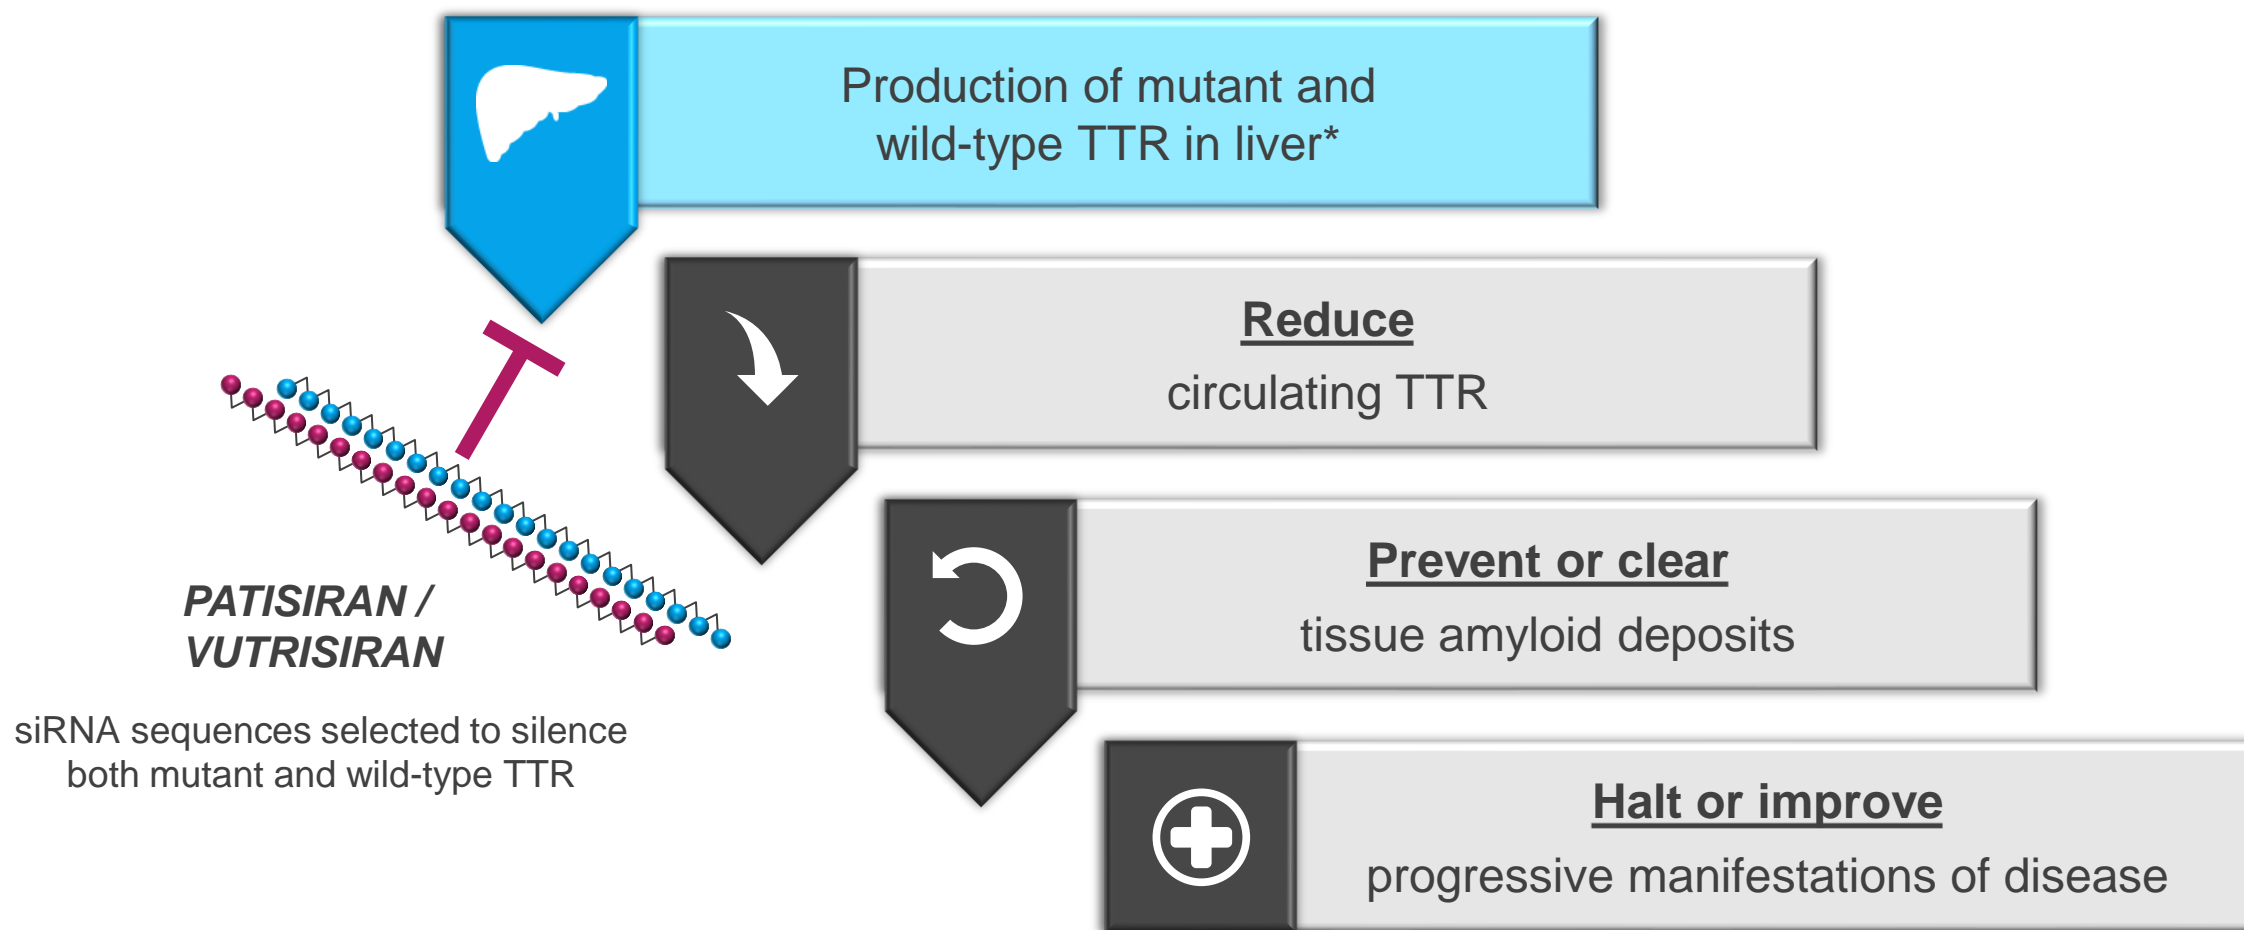 Production of mutant and
wild-type TTR in liver*
Reduce
circulating TTR
Prevent or clear
tissue amyloid deposits
Halt or improve
progressive manifestations of disease
PATISIRAN /
VUTRISIRAN
siRNA sequences selected to silence
both mutant and wild-type TTR